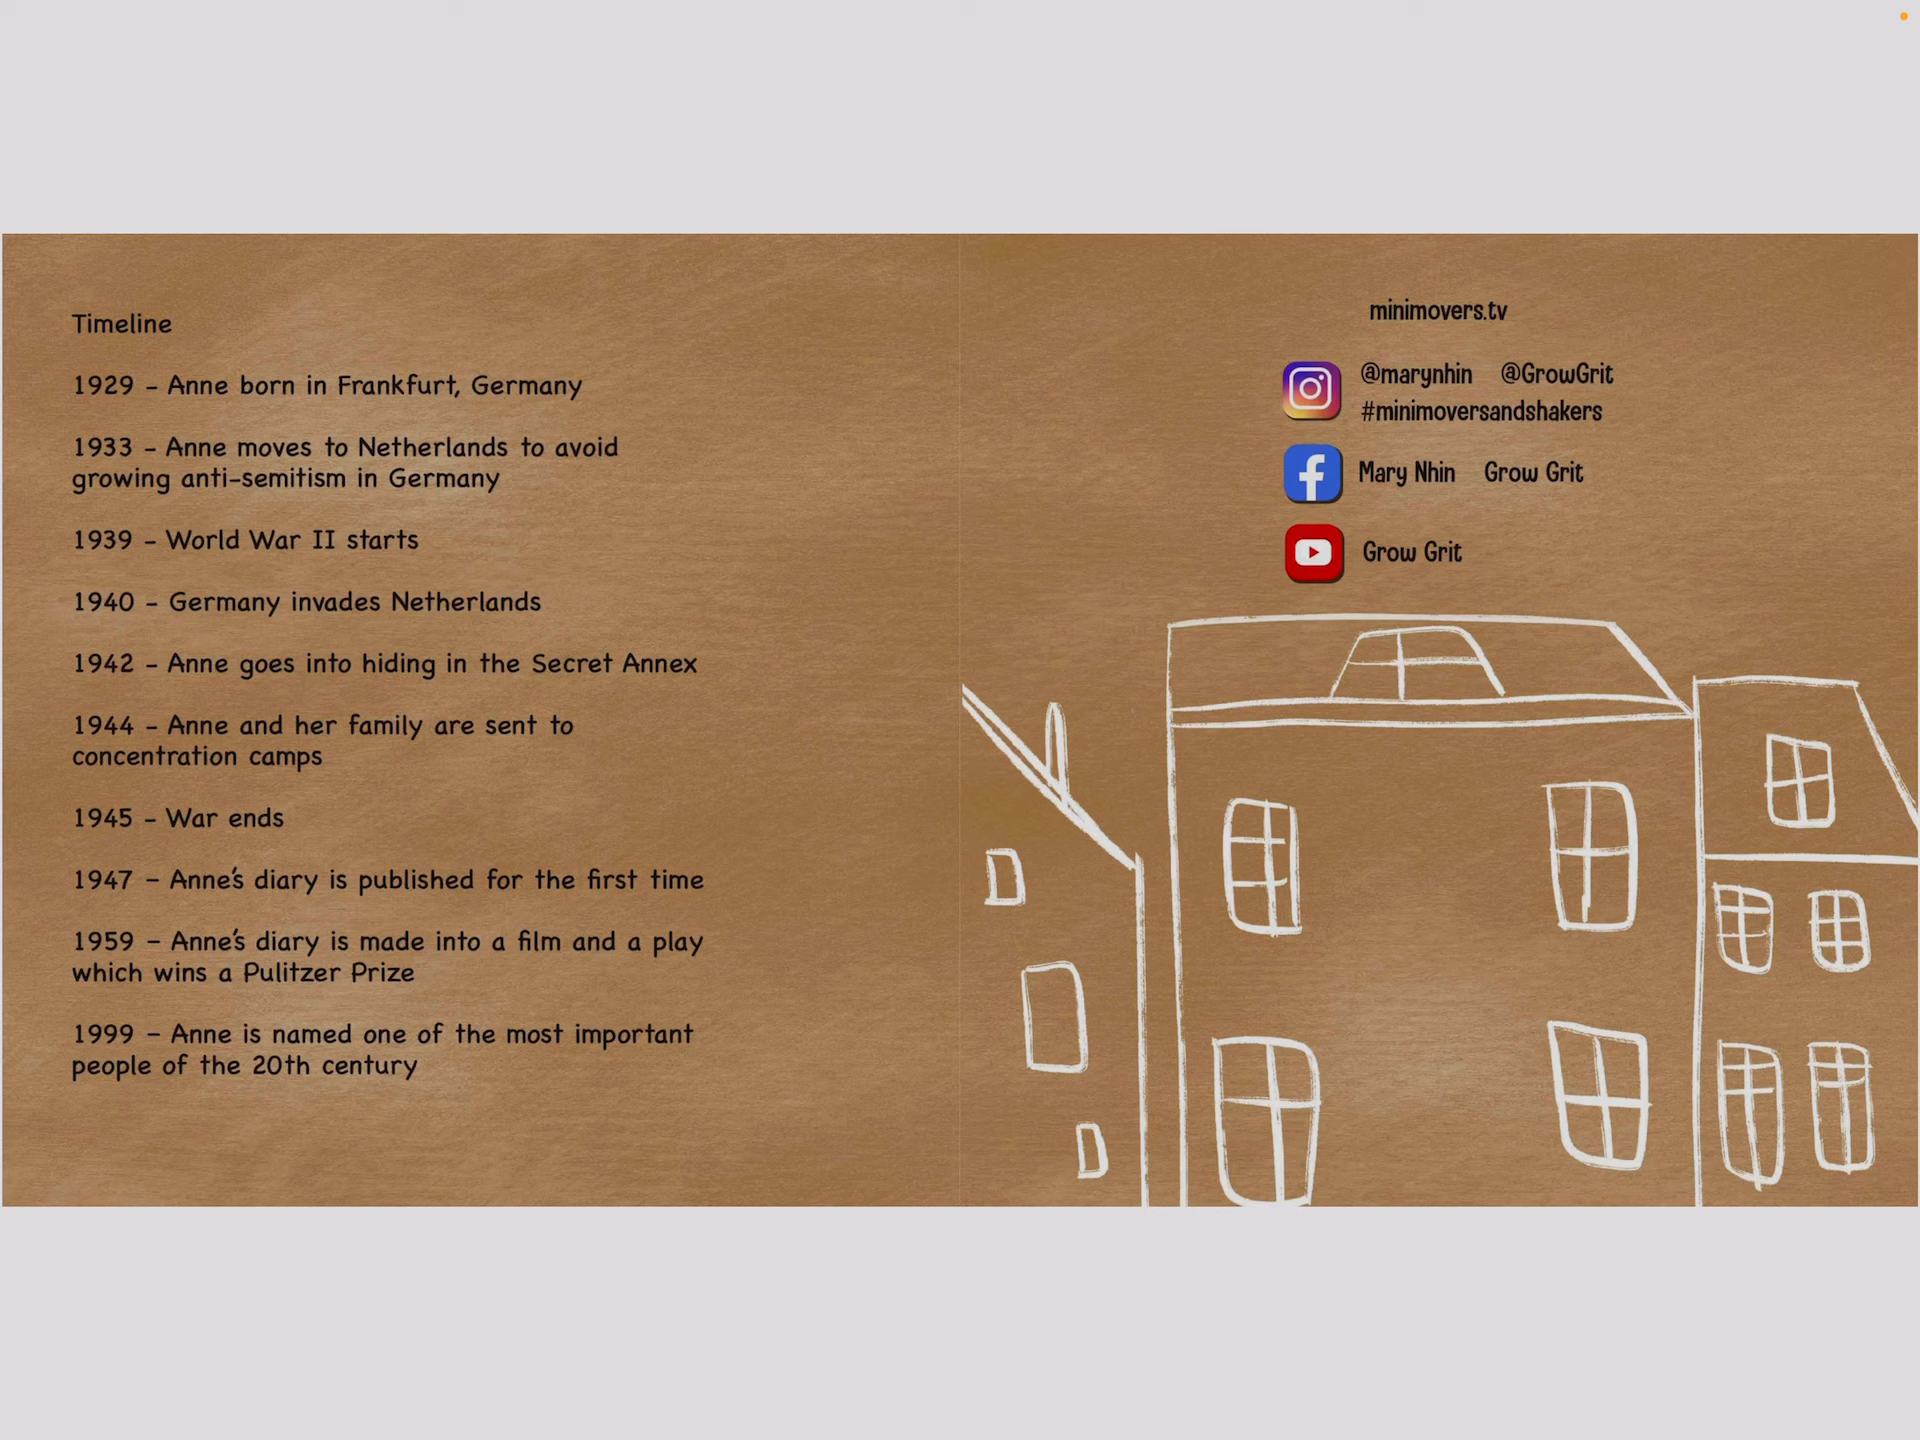 Timeline
1929 – Anne born in Frankfurt, Germany
1933 – Anne moves to Netherlands to avoid
growing anti-semitism in Germany
1939 – World War II starts
1940 – Germany invades Netherlands
1942 – Anne goes into hiding in the Secret Annex
1944 – Anne and her family are sent to
concentration camps
1945 – War ends
1947 – Anne's diary is published for the first time
1959 – Anne's diary is made into a film and a play
which wins a Pulitzer Prize
1999 – Anne is named one of the most important
people of the 20th century
minimovers.tv
@marynhin @GrowGrit
#minimoversandshakers
Mary Nhin Grow Grit
Grow Grit